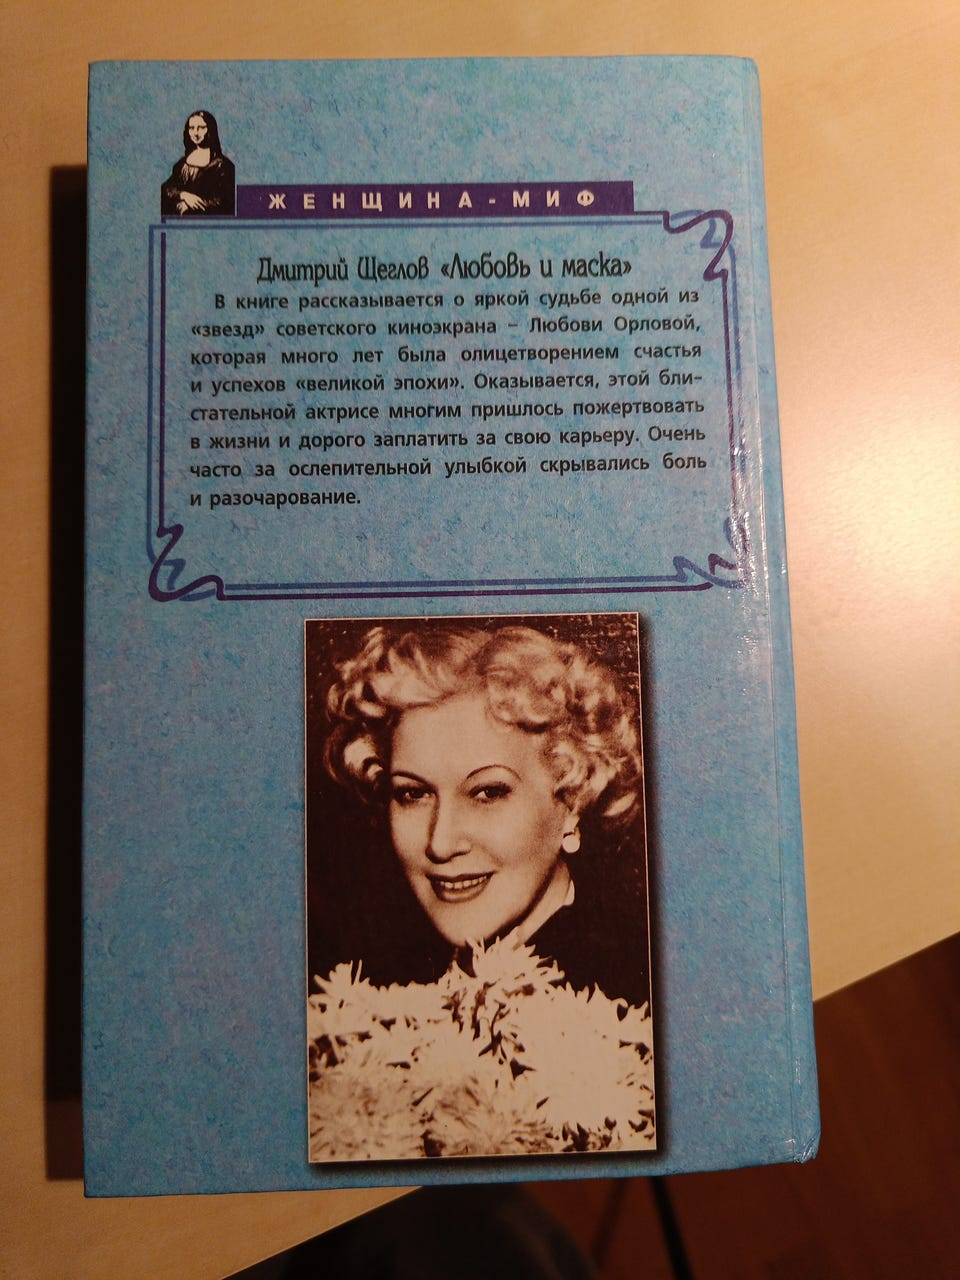 ЖЕНЩИНА-МИФ
Дмитрий Щеглов «Любовь и маска»
В книге рассказывается о яркой судьбе одной из
«звезд» советского киноэкрана – Любови Орловой,
которая много лет была олицетворением счастья
и успехов «великой эпохи». Оказывается, этой бли-
стательной актрисе многим пришлось пожертвовать
в жизни и дорого заплатить за свою карьеру. Очень
часто за ослепительной улыбкой скрывались боль
и разочарование.